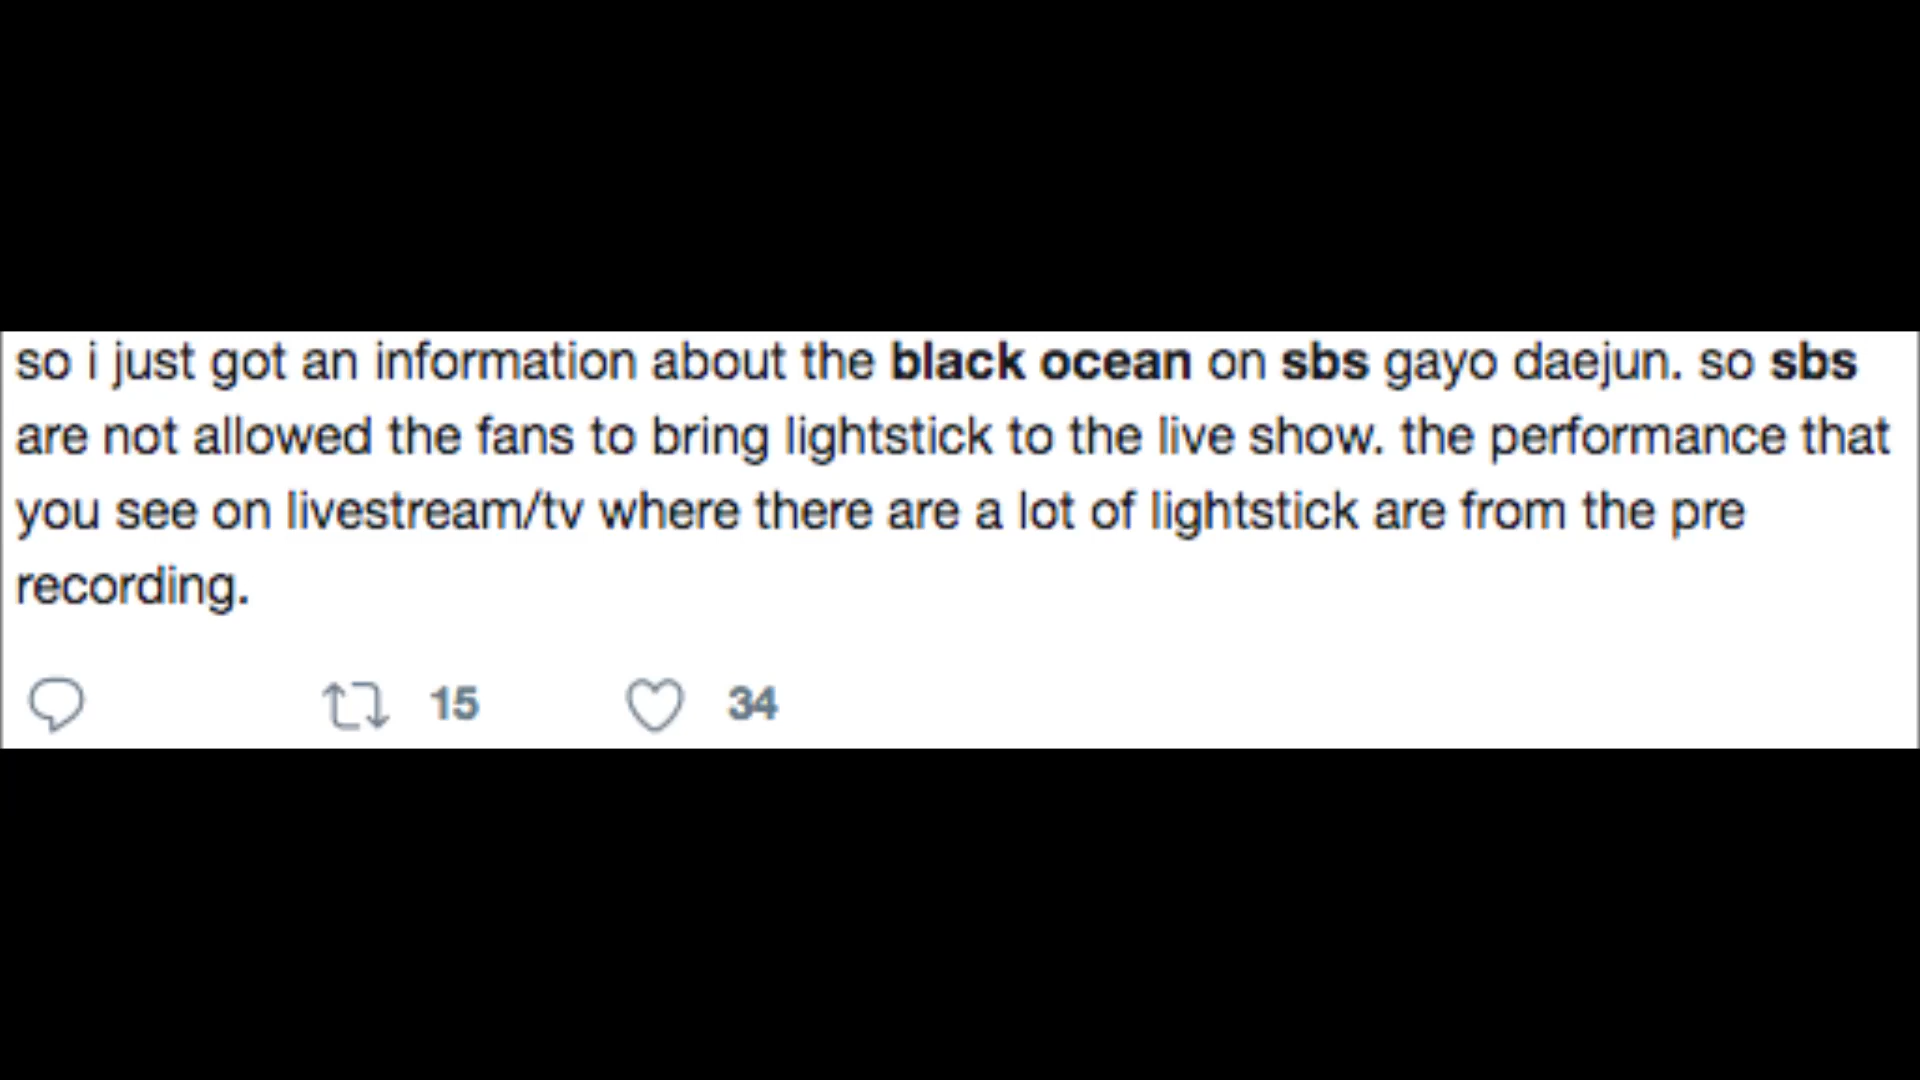 so i just got an information about the black ocean on sbs gayo daejun. so sbs
are not allowed the fans to bring lightstick to the live show. the performance that
you see on livestream/tv where there are a lot of lightstick are from the pre
recording.
15 34